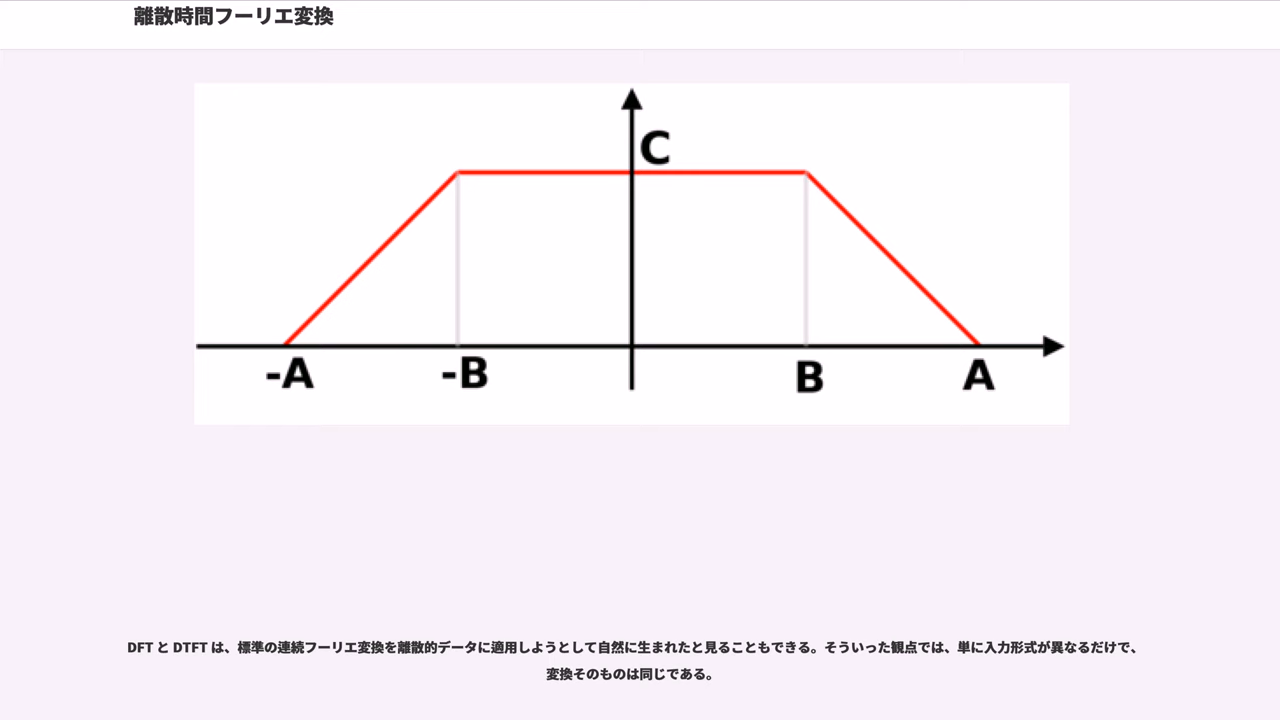 離散時間フーリエ変換
C
-A
-B
B
A
DFT と DTFT は、標準の連続フーリエ変換を離散的データに適用しようとして自然に生まれたと見ることもできる。そういった観点では、単に入力形式が異なるだけで、
変換そのものは同じである。